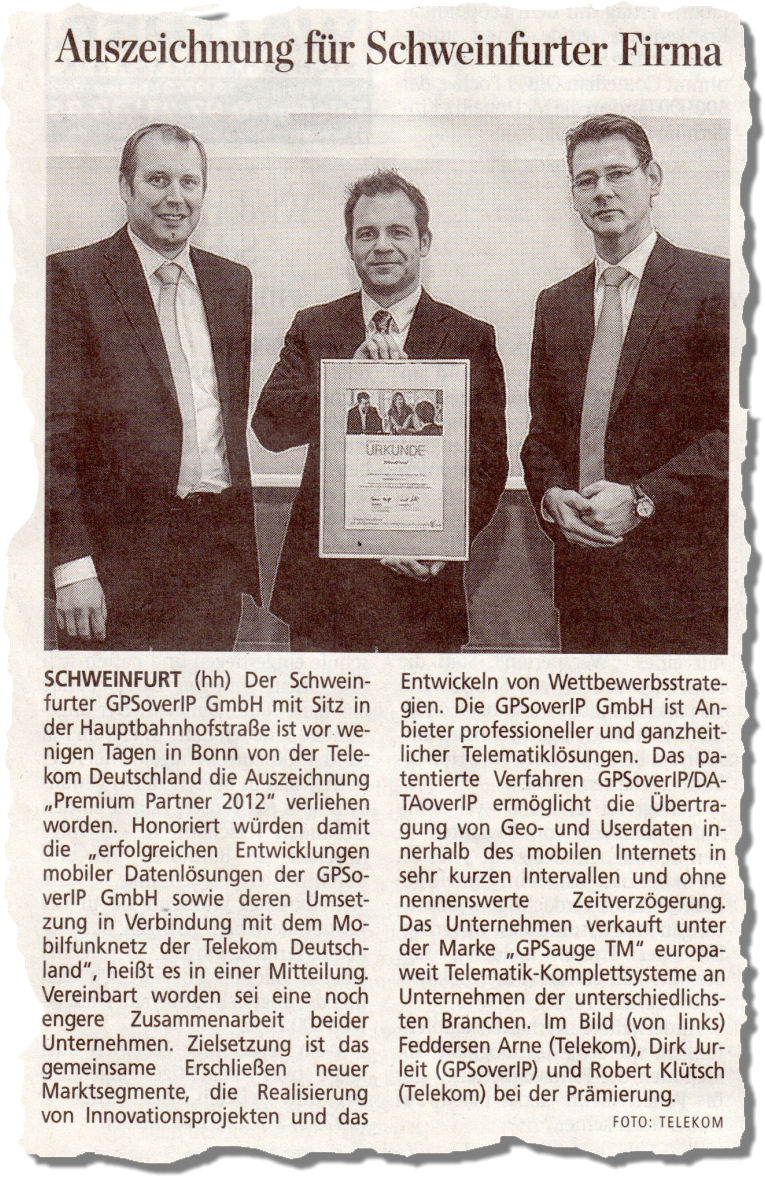 Auszeichnung für Schweinfurter Firma
URKUNDE
SCHWEINFURT (hh) Der Schwein-
furter GPSoverIP GmbH mit Sitz in
der Hauptbahnhofstraße ist vor we-
nigen Tagen in Bonn von der Tele-
kom Deutschland die Auszeichnung
„Premium Partner 2012“ verliehen
worden. Honoriert würden damit
die „erfolgreichen Entwicklungen
mobiler Datenlösungen der GPSo-
verIP GmbH sowie deren Umset-
zung in Verbindung mit dem Mo-
bilfunknetz der Telekom Deutsch-
land“, heißt es in einer Mitteilung.
Vereinbart worden sei eine noch
engere Zusammenarbeit beider
Unternehmen. Zielsetzung ist das
gemeinsame Erschließen neuer
Marktsegmente, die Realisierung
von Innovationsprojekten und das
Entwickeln von Wettbewerbsstrate-
gien. Die GPSoverIP GmbH ist An-
bieter professioneller und ganzheit-
licher Telematiklösungen. Das pa-
tentierte Verfahren GPSoverIP/DA-
TAoverIP ermöglicht die Übertra-
gung von Geo- und Userdaten in-
nerhalb des mobilen Internets in
sehr kurzen Intervallen und ohne
nennenswerte Zeitverzögerung.
Das Unternehmen verkauft unter
der Marke „GPSauge TM“ europa-
weit Telematik-Komplettsysteme an
Unternehmen der unterschiedlichs-
ten Branchen. Im Bild (von links)
Feddersen Arne (Telekom), Dirk Jur-
leit (GPSoverIP) und Robert Klütsch
(Telekom) bei der Prämierung.
FOTO: TELEKOM